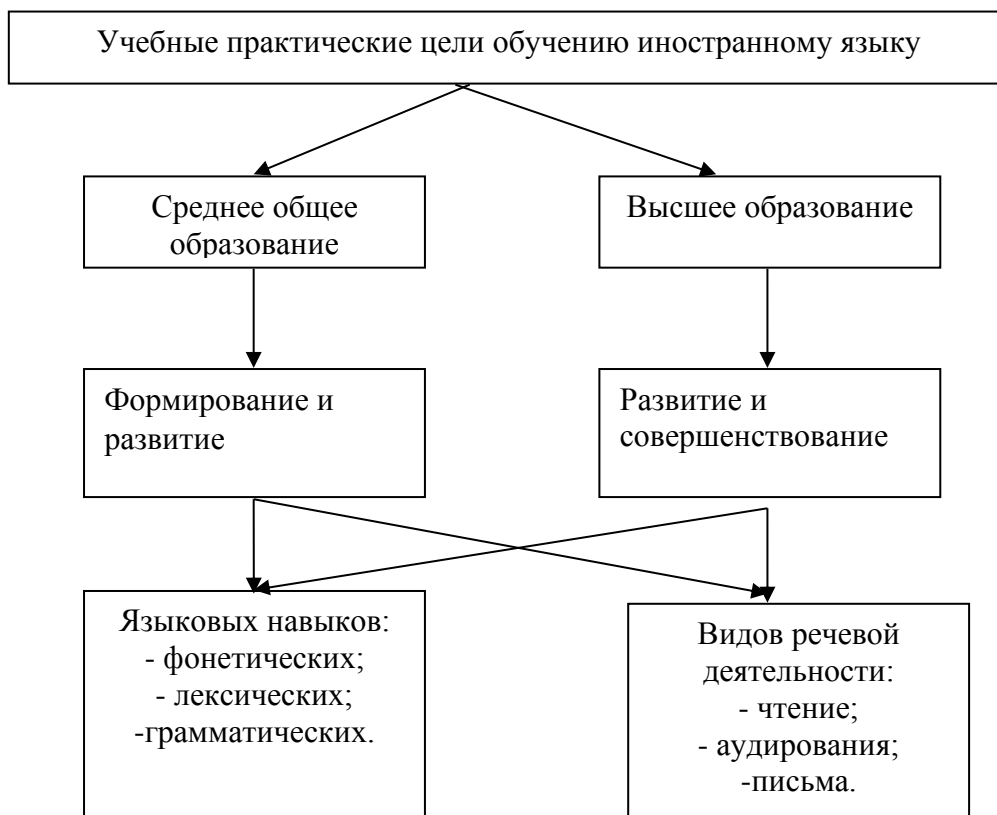 Учебные практические цели обучению иностранному языку
Среднее общее
образование
Высшее образование
Формирование и
развитие
Развитие и
совершенствование
Языковых навыков:
- фонетических;
- лексических;
-грамматических.
Видов речевой
деятельности:
- чтение;
- аудирования;
-письма.